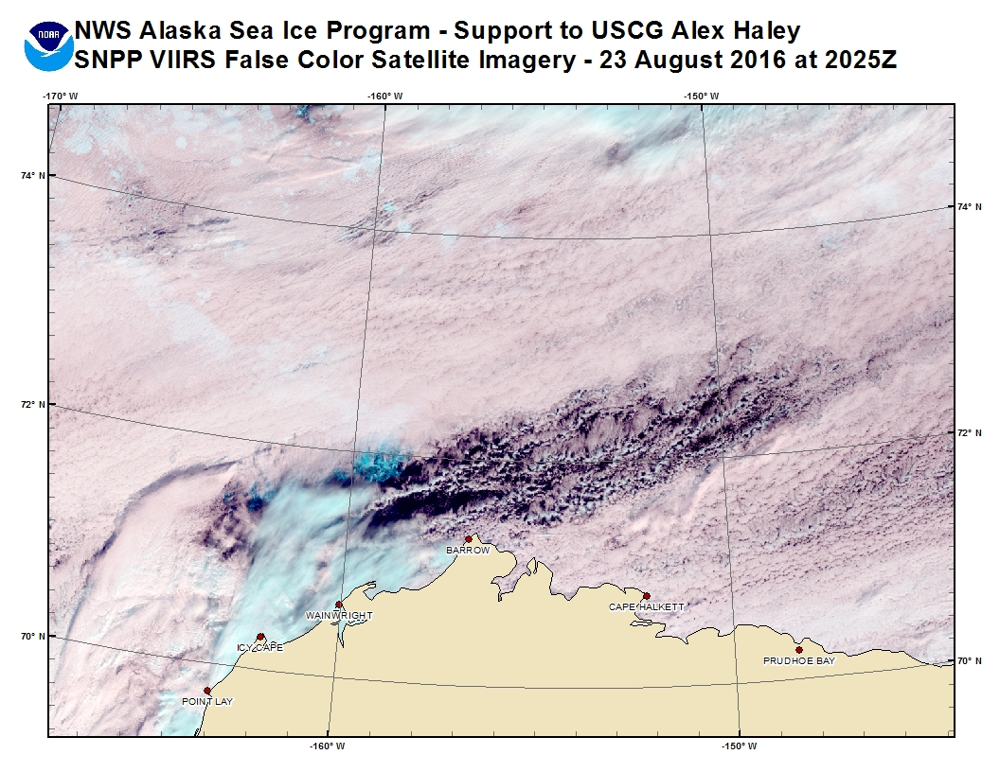 NOAA
NWS Alaska Sea Ice Program - Support to USCG Alex Haley
SNPP VIIRS False Color Satellite Imagery - 23 August 2016 at 2025Z
-170° W
-160° W
-150° W
74° N
74° N
72° N
72° N
BARROW
WAINWRIGHT
CAPE HALKETT
70° N
ICY CAPE
PRUDHOE BAY
70° N
POINT LAY
-160° W
-150° W